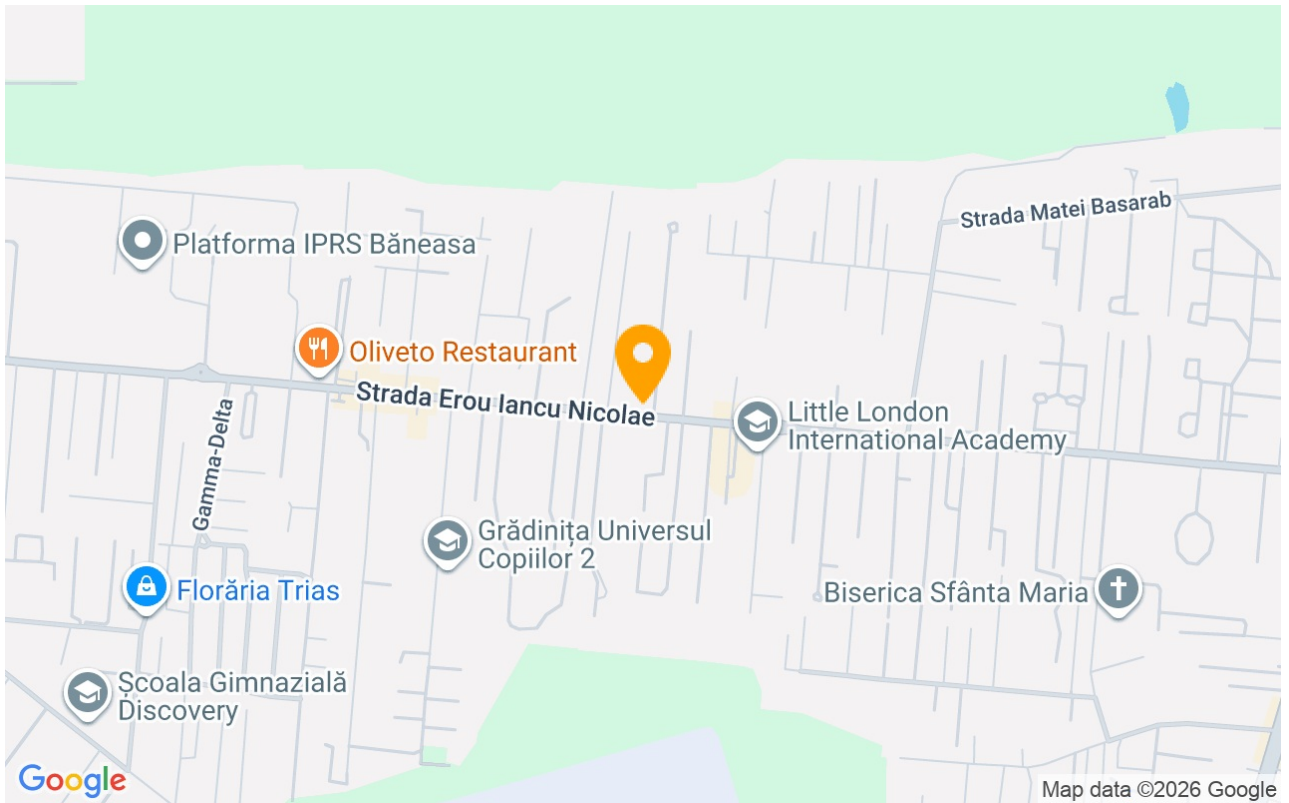 Strada Matei Basarab
Platforma IPRS Băneasa
Oliveto Restaurant
Strada Erou Iancu Nicolae
Little London
International Academy
Gamma-Delta
Grădinița Universul
Copiilor 2
Florăria Trias
Biserica Sfânta Maria
Școala Gimnazială
Discovery
Google
Map data ©2026 Google